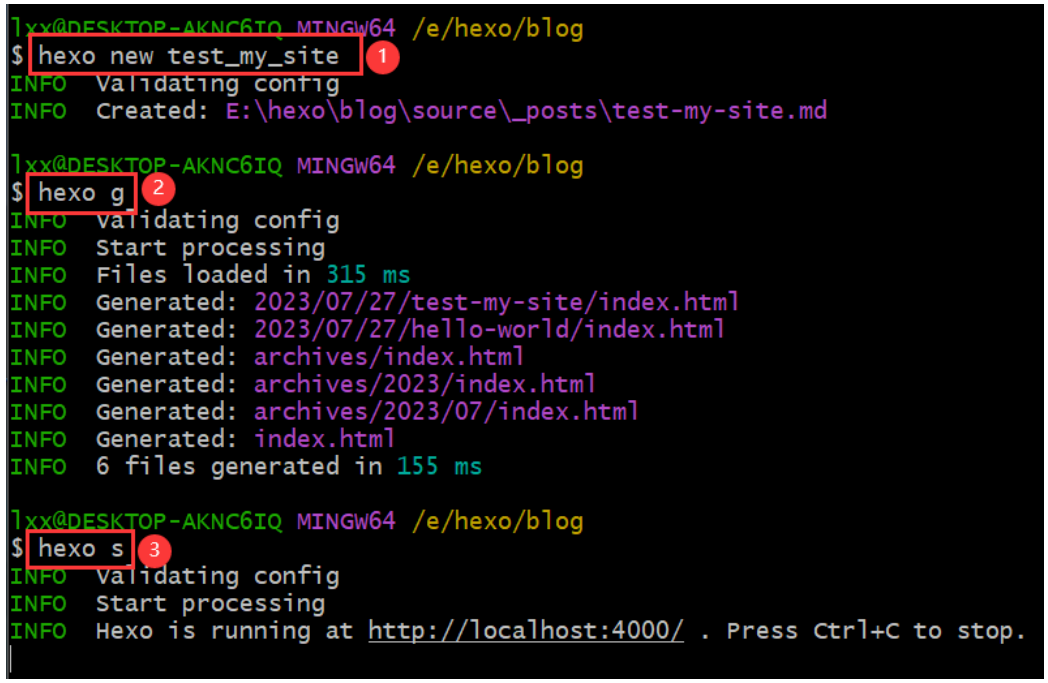 lxx@DESKTOP-AKNC6IQ MINGW64 /e/hexo/blog
$ hexo new test_my_site 1
INFO  Validating config
INFO  Created: E:\hexo\blog\source\_posts\test-my-site.md
lxx@DESKTOP-AKNC6IQ MINGW64 /e/hexo/blog
$ hexo g 2
INFO  Validating config
INFO  Start processing
INFO  Files loaded in 315 ms
INFO  Generated: 2023/07/27/test-my-site/index.html
INFO  Generated: 2023/07/27/hello-world/index.html
INFO  Generated: archives/index.html
INFO  Generated: archives/2023/index.html
INFO  Generated: archives/2023/07/index.html
INFO  Generated: index.html
INFO  6 files generated in 155 ms
lxx@DESKTOP-AKNC6IQ MINGW64 /e/hexo/blog
$ hexo s 3
INFO  Validating config
INFO  Start processing
INFO  Hexo is running at http://localhost:4000/ . Press Ctrl+C to stop.